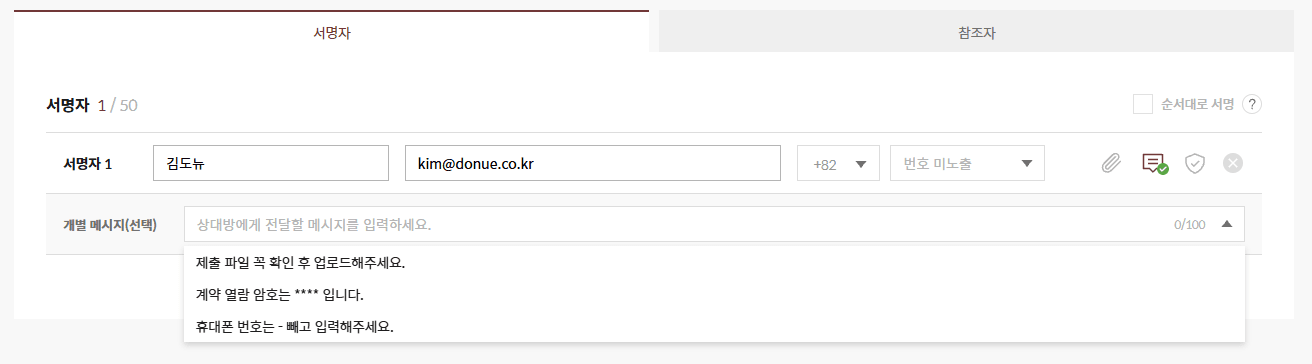 서명자
참조자
서명자 1 / 50
순서대로 서명 ?
서명자 1 김도뉴 kim@donue.co.kr +82 번호 미노출
개별 메시지(선택) 상대방에게 전달할 메시지를 입력하세요. 0/100
제출 파일 꼭 확인 후 업로드해주세요.
계약 열람 암호는 **** 입니다.
휴대폰 번호는 - 빼고 입력해주세요.